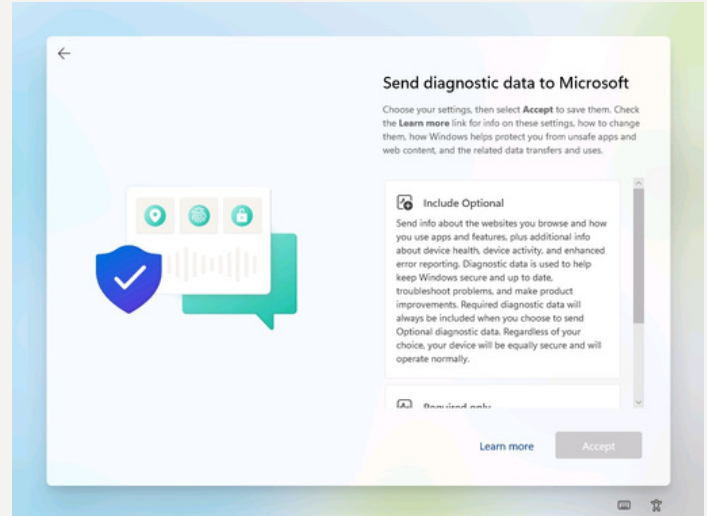 Send diagnostic data to Microsoft
Choose your settings, then select Accept to save them. Check
the Learn more link for info on these settings, how to change
them, how Windows helps protect you from unsafe apps and
web content, and the related data transfers and uses.
Include Optional
Send info about the websites you browse and how
you use apps and features, plus additional info
about device health, device activity, and enhanced
error reporting. Diagnostic data is used to help
keep Windows secure and up to date,
troubleshoot problems, and make product
improvements. Required diagnostic data will
always be included when you choose to send
Optional diagnostic data. Regardless of your
choice, your device will be equally secure and will
operate normally.
Required only
Learn more
Accept